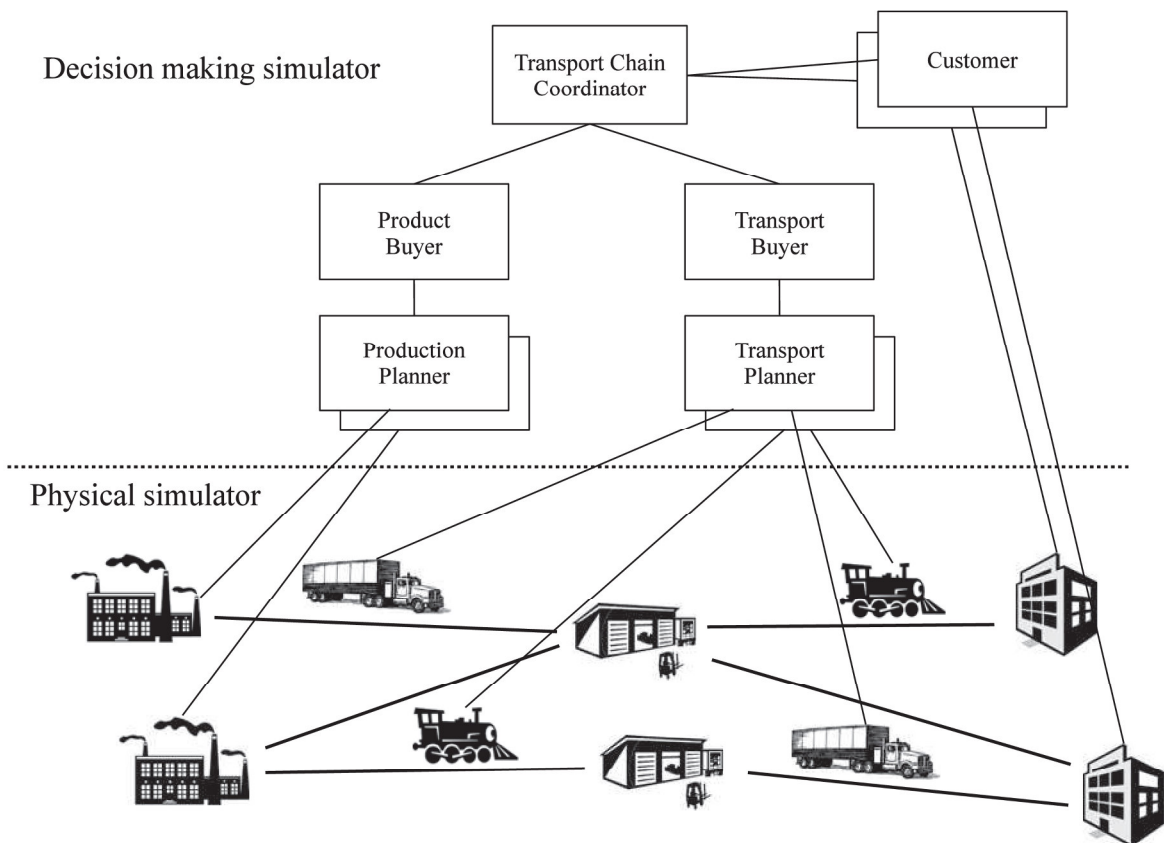 Decision making simulator
Transport Chain
Coordinator
Customer
Product
Buyer
Transport
Buyer
Production
Planner
Transport
Planner
Physical simulator